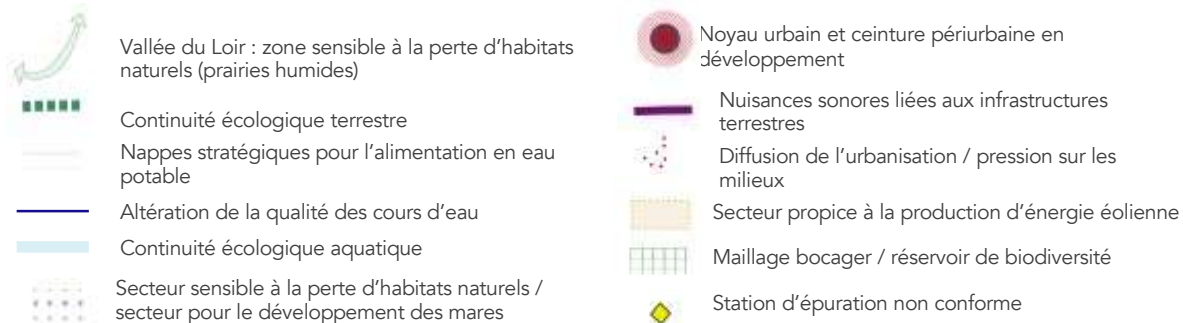 Vallée du Loir : zone sensible à la perte d’habitats
naturels (prairies humides)
Continuité écologique terrestre
Nappes stratégiques pour l’alimentation en eau
potable
Altération de la qualité des cours d’eau
Continuité écologique aquatique
Secteur sensible à la perte d’habitats naturels /
secteur pour le développement des mares
Noyau urbain et ceinture périurbaine en
développement
Nuisances sonores liées aux infrastructures
terrestres
Diffusion de l’urbanisation / pression sur les
milieux
Secteur propice à la production d’énergie éolienne
Maillage bocager / réservoir de biodiversité
Station d’épuration non conforme